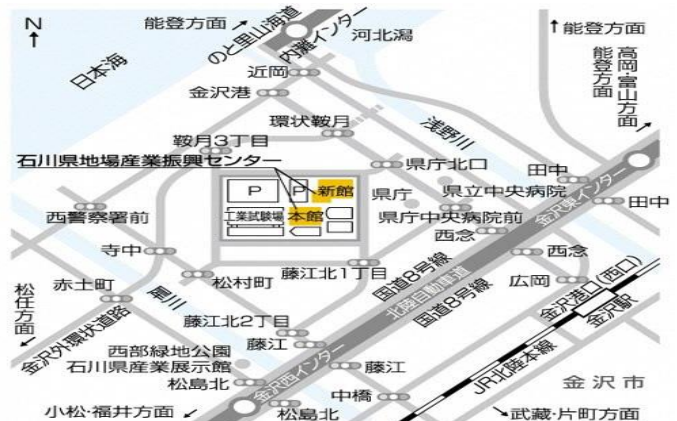 N
能登方面
のと里山海道
内灘インター
河北潟
能登方面
高岡・富山方面
能登方面
日本海
近岡
金沢港
環状鞍月
浅野川
鞍月3丁目
石川県地場産業振興センター
県庁北口
田中
P
P
新館
県庁
県立中央病院
金沢東インター
田中
西警察署前
工業試験場
本館
県庁中央病院前
西念
寺中
西念
藤江北1丁目
国道8号線
北陸自動車道
国道8号線
広岡
金沢港口(西口)
金沢駅
赤土町
松村町
犀川
松任方面
金沢外環状道路
藤江北2丁目
藤江
西部緑地公園
石川県産業展示館
藤江
金沢西インター
松島北
JR北陸本線
金沢市
中橋
小松・福井方面
松島北
武蔵・片町方面